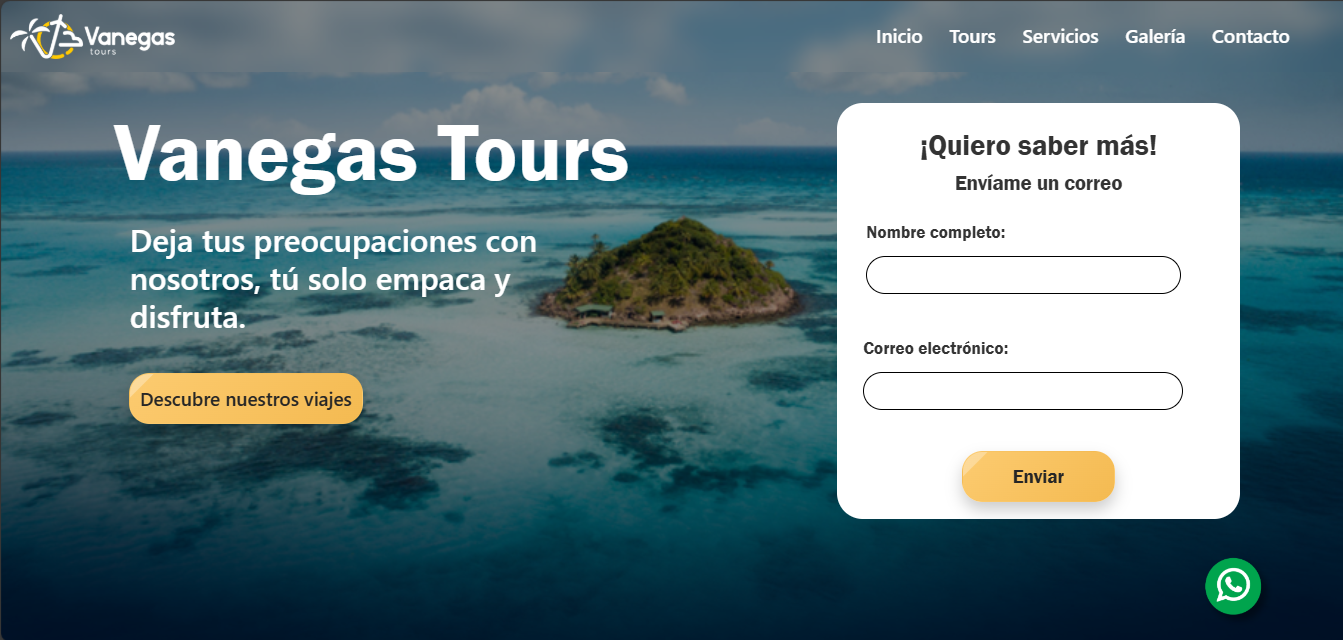 Vanegas
tours
Inicio
Tours
Servicios
Galería
Contacto
Vanegas Tours
Deja tus preocupaciones con
nosotros, tú solo empaca y
disfruta.
Descubre nuestros viajes
¡Quiero saber más!
Envíame un correo
Nombre completo:
Correo electrónico:
Enviar